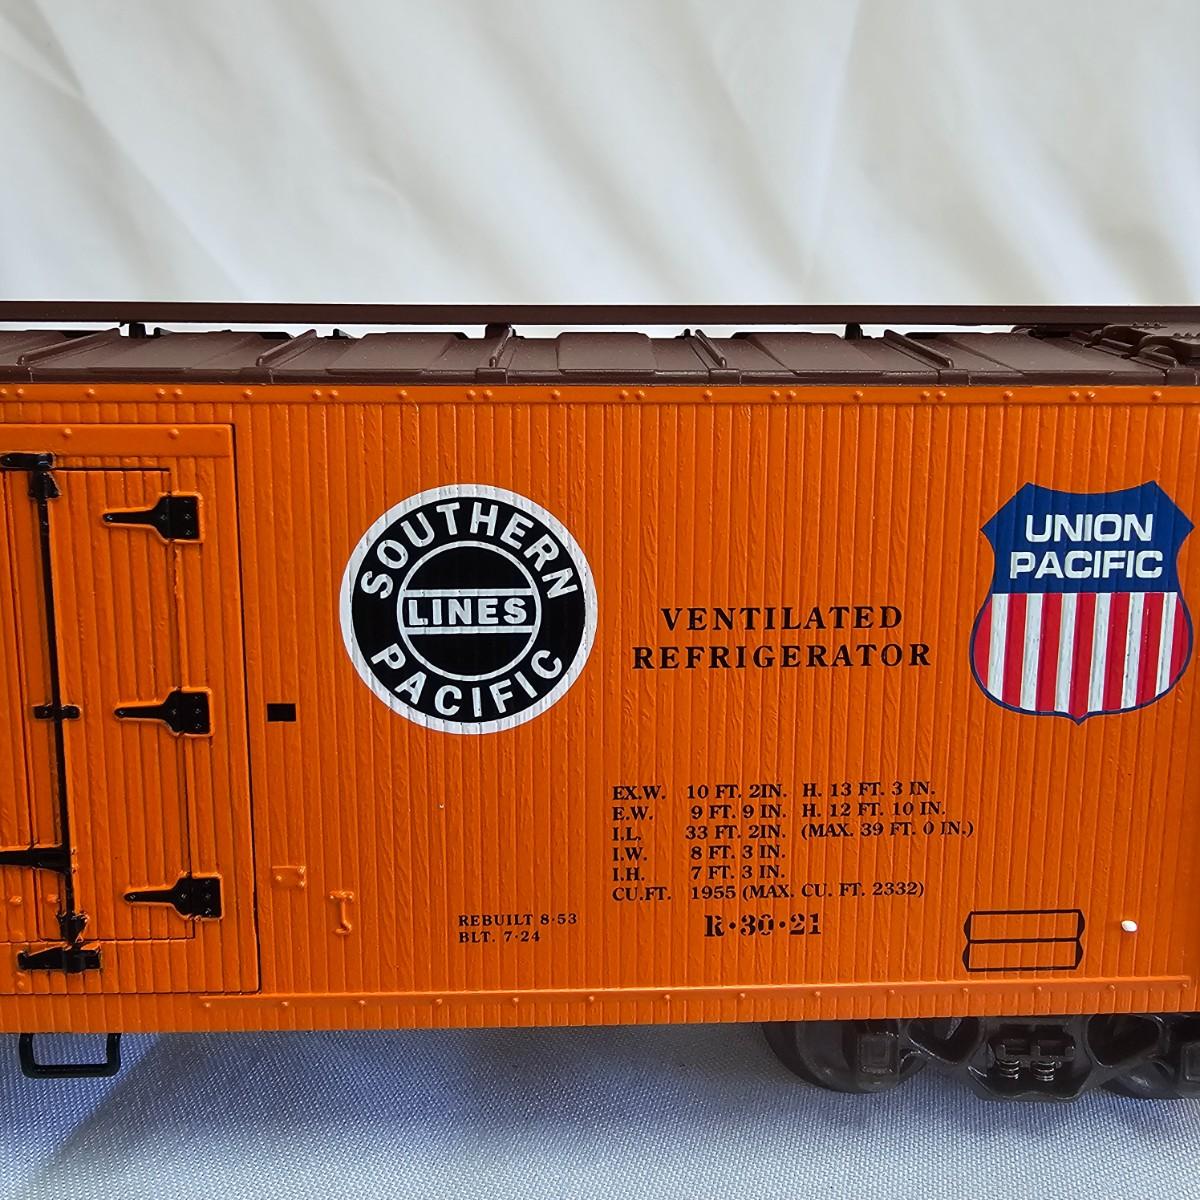 SOUTHERN
LINES
PACIFIC
VENTILATED
REFRIGERATOR
UNION
PACIFIC
EX.W. 10 FT. 2IN. H. 13 FT. 3 IN.
E.W. 9 FT. 9 IN. H. 12 FT. 10 IN.
I.L. 33 FT. 2IN. (MAX. 39 FT. 0 IN.)
I.W. 8 FT. 3 IN.
I.H. 7 FT. 3 IN.
CU.FT. 1955 (MAX. CU. FT. 2332)
REBUILT 8·53
BLT. 7·24
R·30·21